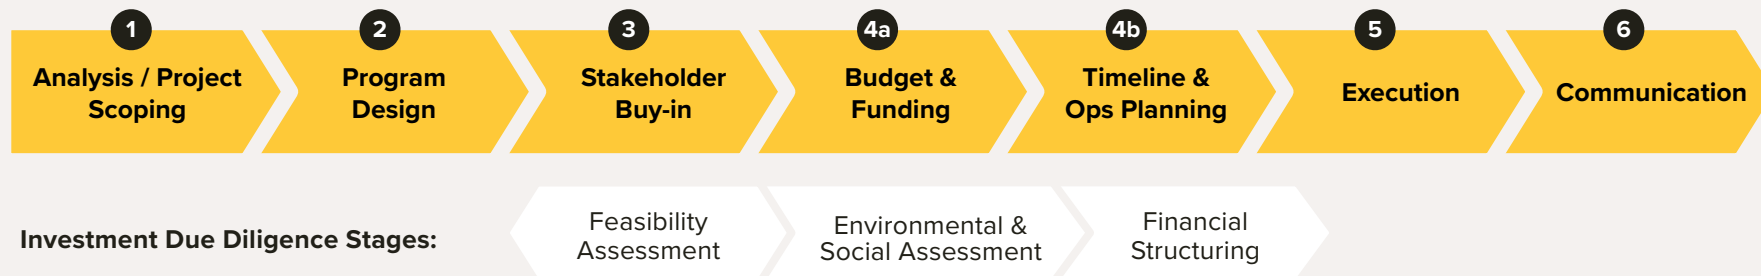 1
Analysis / Project
Scoping
2
Program
Design
3
Stakeholder
Buy-in
4a
Budget &
Funding
4b
Timeline &
Ops Planning
5
Execution
6
Communication
Investment Due Diligence Stages:
Feasibility
Assessment
Environmental &
Social Assessment
Financial
Structuring